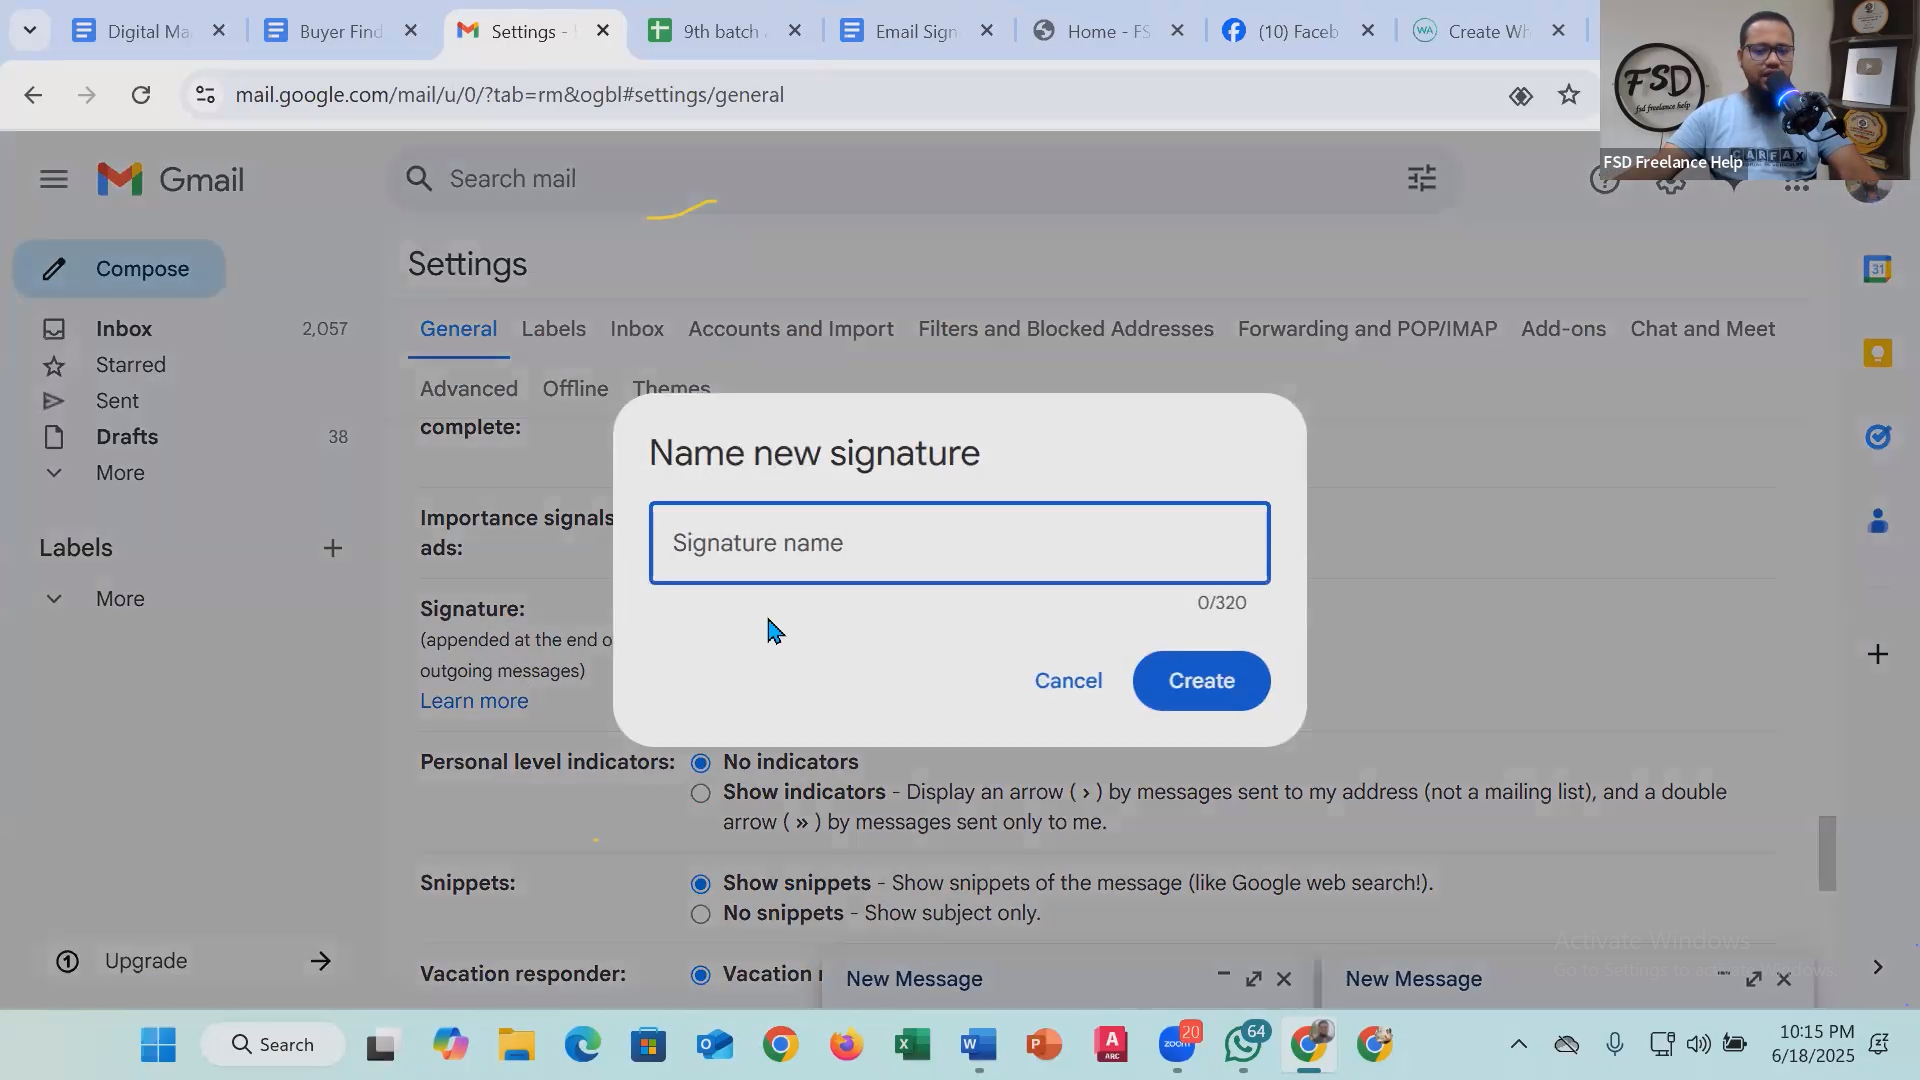 Digital Ma
Buyer Find
Settings -
9th batch
Email Sign
Home - FS
(10) Faceb
WA
Create Wh
mail.google.com/mail/u/0/?tab=rm&ogbl#settings/general
FSD
fsd freelance help
CARFAX
FSD Freelance Help
Gmail
Search mail
Compose
Settings
Inbox 2,057
Starred
Sent
Drafts 38
More
Labels
More
Upgrade
General Labels Inbox Accounts and Import Filters and Blocked Addresses Forwarding and POP/IMAP Add-ons Chat and Meet
Advanced Offline Themes
complete:
Importance signals
ads:
Signature:
(appended at the end o
outgoing messages)
Learn more
Name new signature
Signature name
0/320
Cancel Create
Personal level indicators: No indicators
Show indicators - Display an arrow ( › ) by messages sent to my address (not a mailing list), and a double
arrow ( » ) by messages sent only to me.
Snippets: Show snippets - Show snippets of the message (like Google web search!).
No snippets - Show subject only.
Vacation responder: Vacation r
New Message
New Message
Activate Windows
Go to Settings to activate Windows.
31
Search
20
zoom
64
A
ARC
10:15 PM
6/18/2025